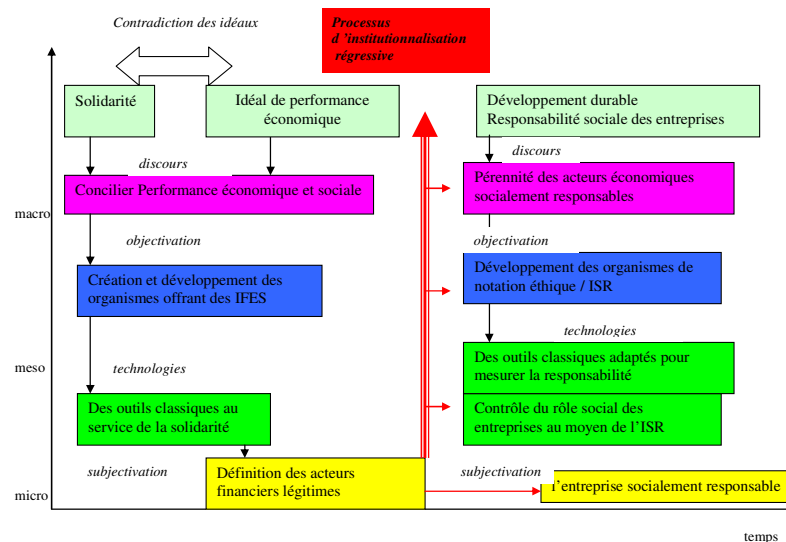 Contradiction des idéaux
Processus
d 'institutionnalisation
régressive
Solidarité
Idéal de performance
économique
Développement durable
Responsabilité sociale des entreprises
discours
discours
Concilier Performance économique et sociale
Pérennité des acteurs économiques
socialement responsables
macro
objectivation
objectivation
Création et développement des
organismes offrant des IFES
Développement des organismes de
notation éthique / ISR
technologies
meso
technologies
Des outils classiques adaptés pour
mesurer la responsabilité
Des outils classiques au
service de la solidarité
Contrôle du rôle social des
entreprises au moyen de l'ISR
subjectivation
Définition des acteurs
financiers légitimes
subjectivation
l'entreprise socialement responsable
micro
temps